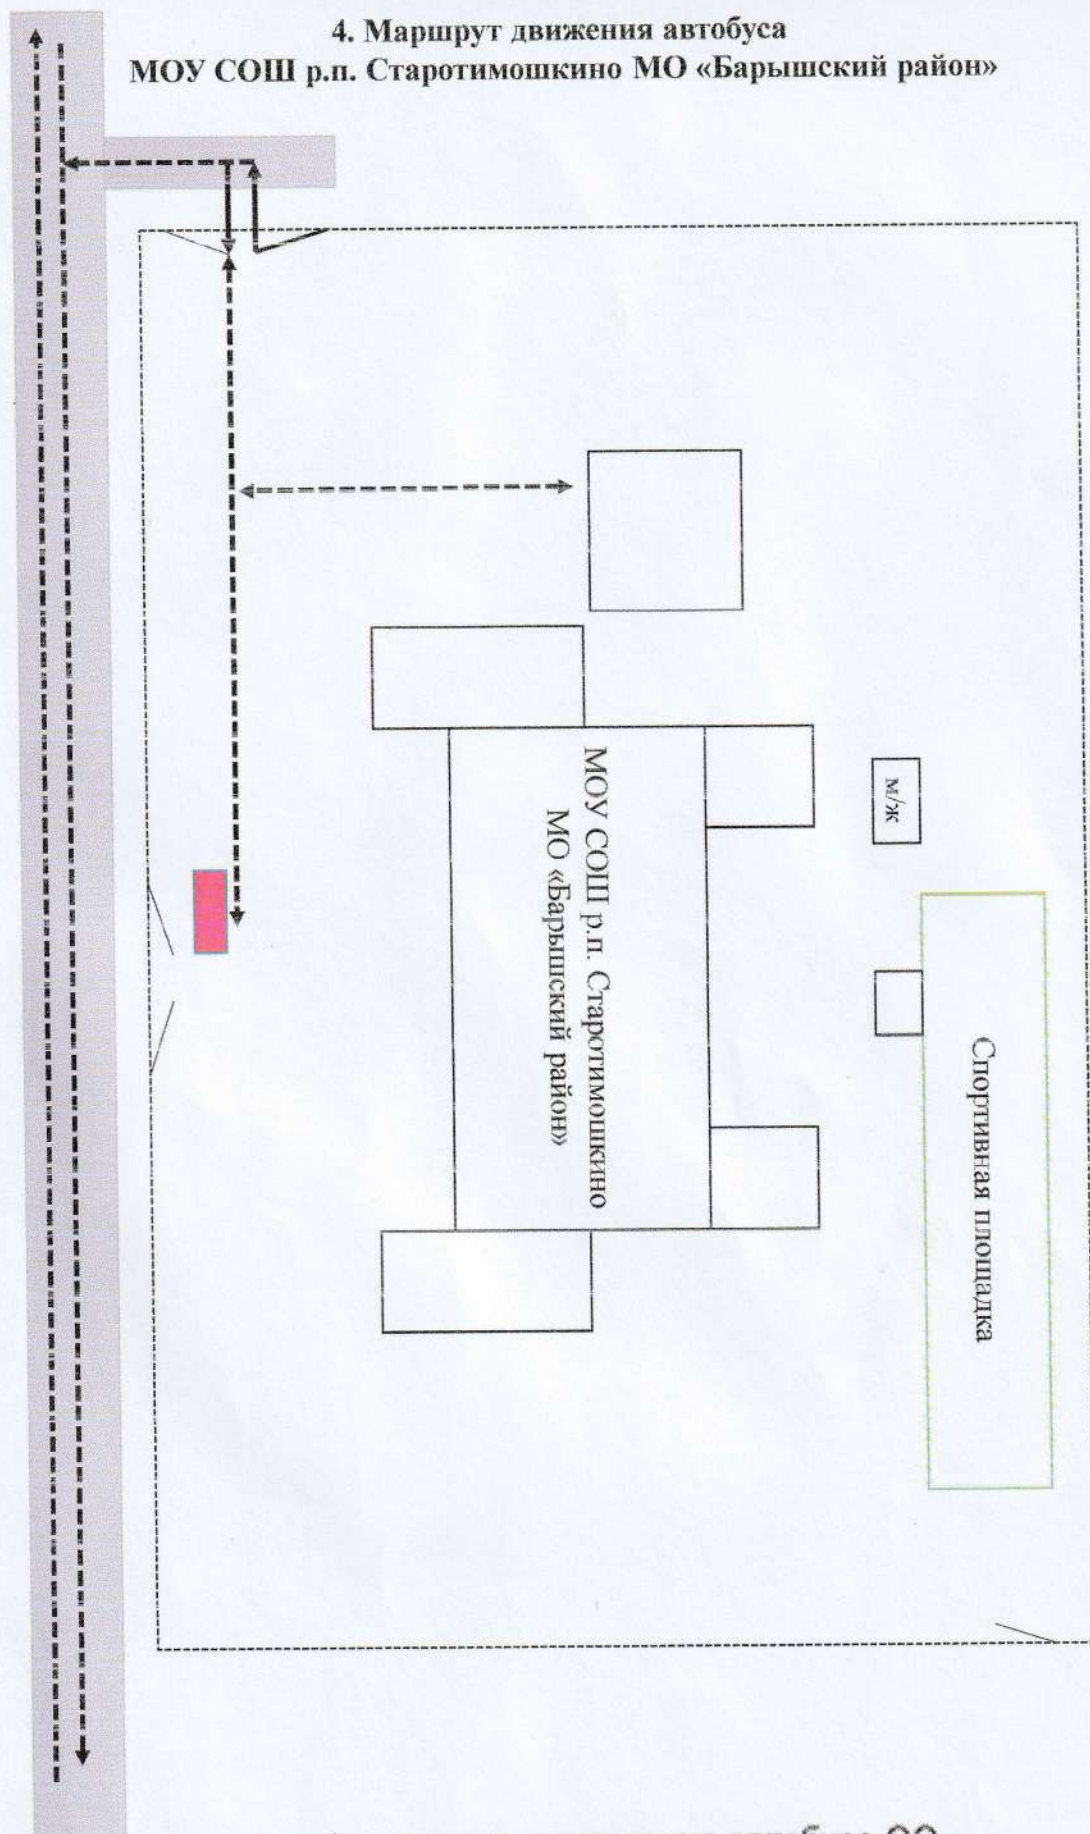 4. Маршрут движения автобуса
МОУ СОШ р.п. Старотимошкино МО «Барышский район»
МОУ СОШ р.п. Старотимошкино
МО «Барышский район»
м/ж
Спортивная площадка